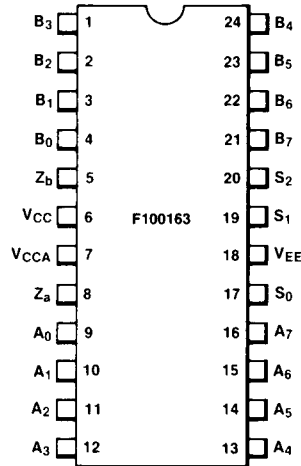 B₃ 1 24 B₄
B₂ 2 23 B₅
B₁ 3 22 B₆
B₀ 4 21 B₇
Zb 5 20 S₂
VCC 6 F100163 19 S₁
VCCA 7 18 VEE
Za 8 17 S₀
A₀ 9 16 A₇
A₁ 10 15 A₆
A₂ 11 14 A₅
A₃ 12 13 A₄